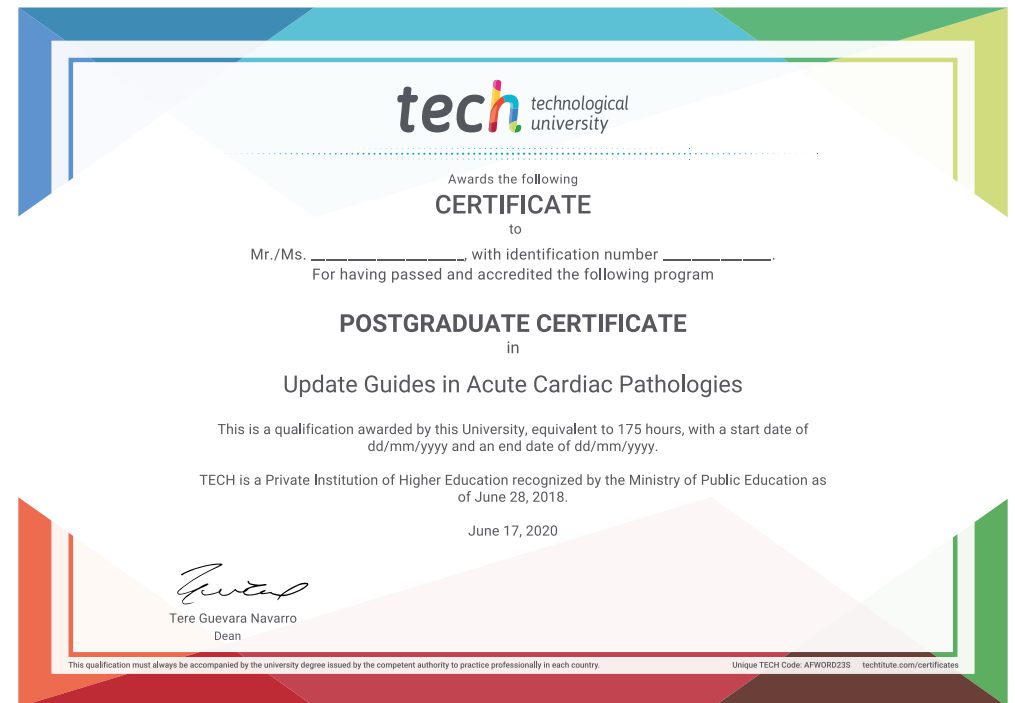 tech technological
university
Awards the following
CERTIFICATE
to
Mr./Ms. ____________________, with identification number ______________.
For having passed and accredited the following program
POSTGRADUATE CERTIFICATE
in
Update Guides in Acute Cardiac Pathologies
This is a qualification awarded by this University, equivalent to 175 hours, with a start date of
dd/mm/yyyy and an end date of dd/mm/yyyy.
TECH is a Private Institution of Higher Education recognized by the Ministry of Public Education as
of June 28, 2018.
June 17, 2020
Tere Guevara Navarro
Dean
This qualification must always be accompanied by the university degree issued by the competent authority to practice professionally in each country.
Unique TECH Code: AFWORD23S techtitute.com/certificates